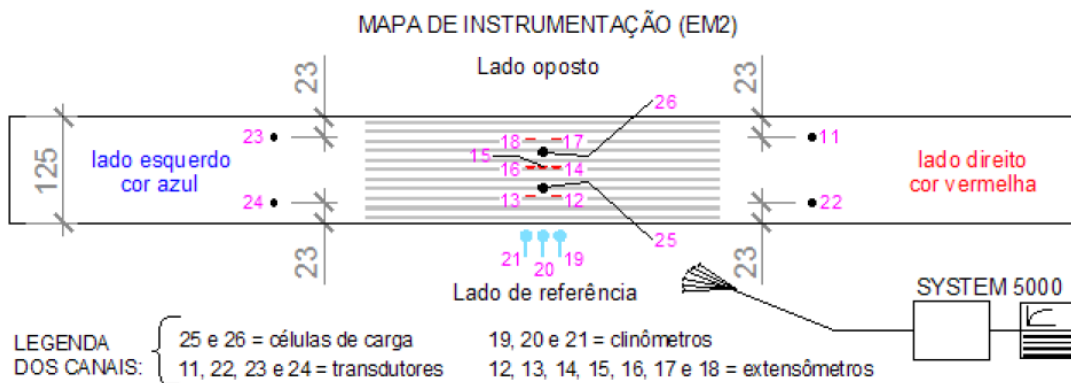 MAPA DE INSTRUMENTAÇÃO (EM2)
Lado oposto
23
23
26
23
18
17
11
15
125
lado esquerdo
cor azul
16
14
lado direito
cor vermelha
24
13
12
22
25
23
21
20
19
23
Lado de referência
SYSTEM 5000
LEGENDA
DOS CANAIS:
25 e 26 = células de carga
11, 22, 23 e 24 = transdutores
19, 20 e 21 = clinômetros
12, 13, 14, 15, 16, 17 e 18 = extensômetros